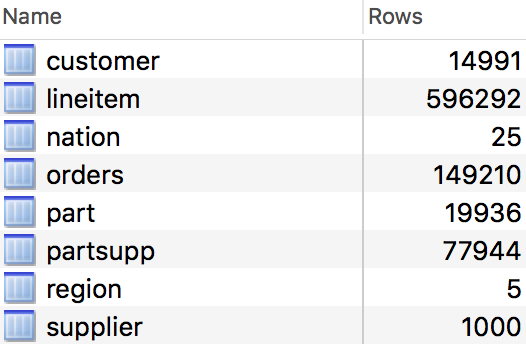 Name Rows
customer 14991
lineitem 596292
nation 25
orders 149210
part 19936
partsupp 77944
region 5
supplier 1000